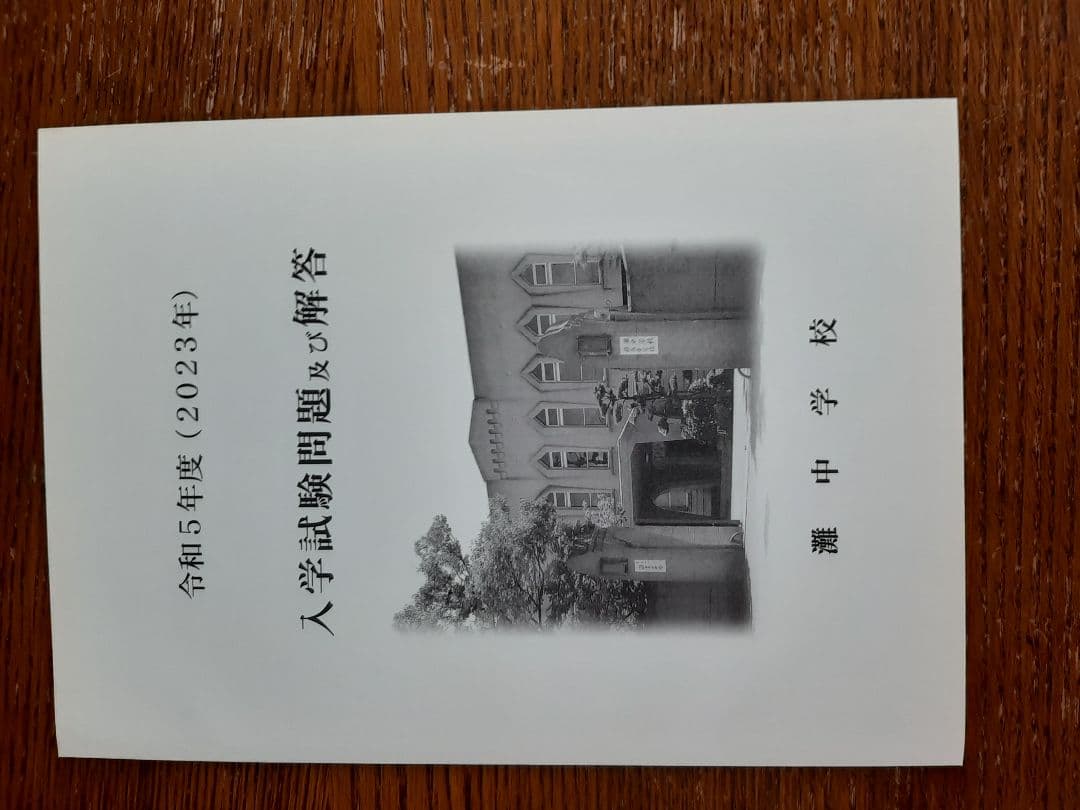 令和５年度（２０２３年）
入学試験問題及び解答
灘中学校